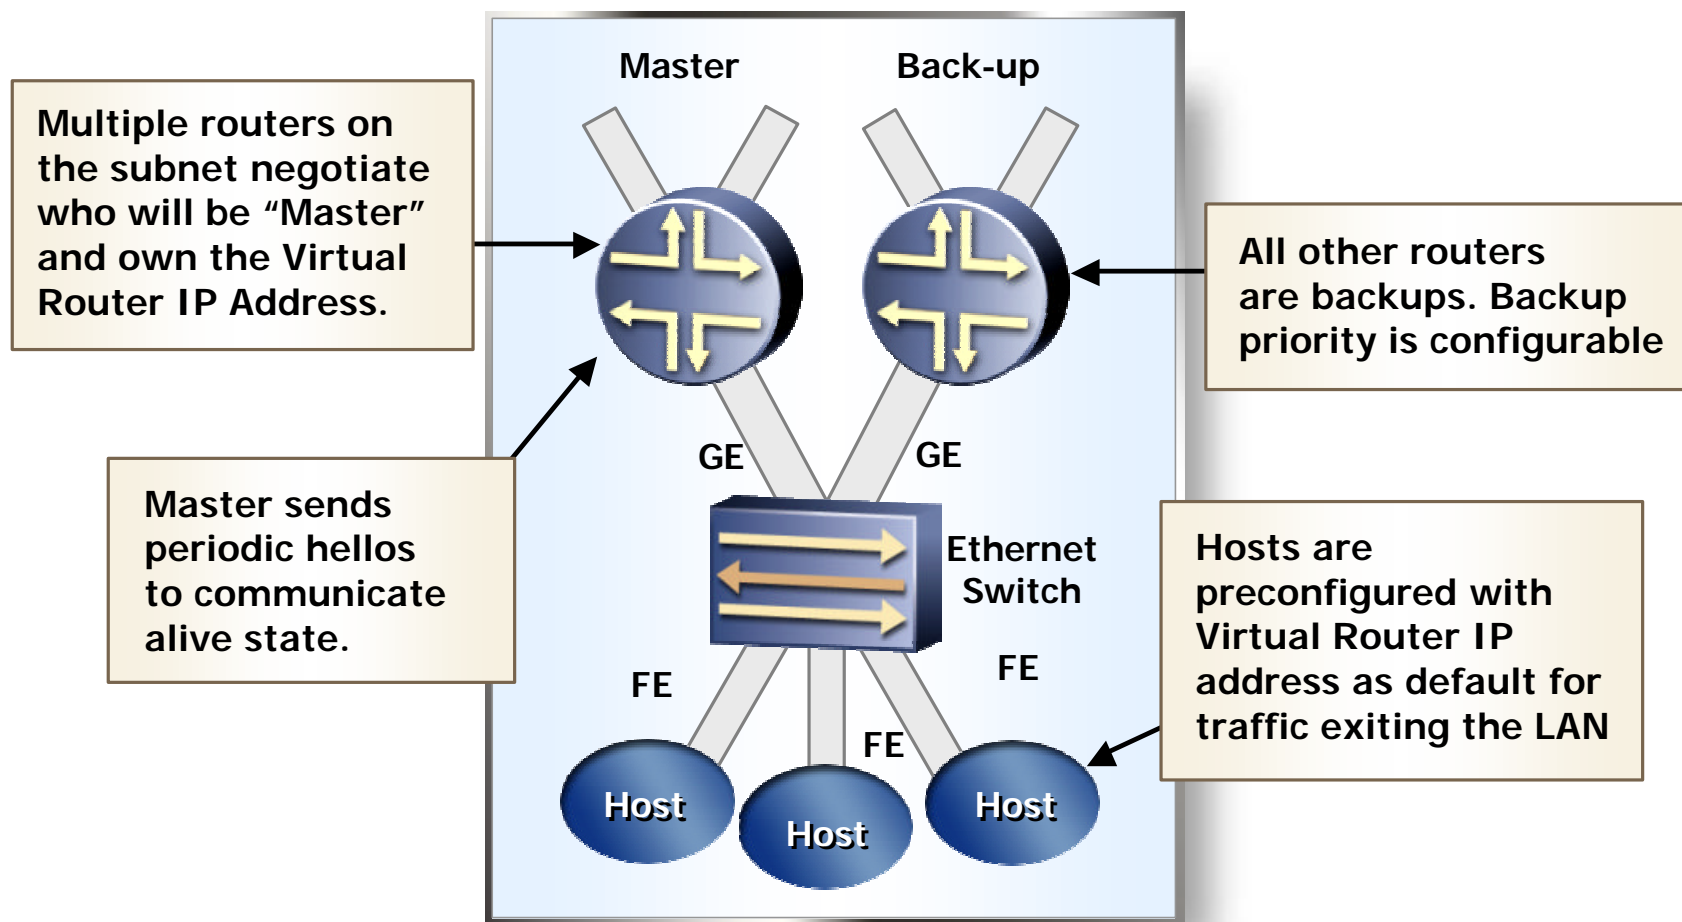 Master
Back-up
Multiple routers on
the subnet negotiate
who will be “Master”
and own the Virtual
Router IP Address.
All other routers
are backups. Backup
priority is configurable
GE
GE
Master sends
periodic hellos
to communicate
alive state.
Ethernet
Switch
Hosts are
preconfigured with
Virtual Router IP
address as default for
traffic exiting the LAN
FE
FE
FE
Host
Host
Host